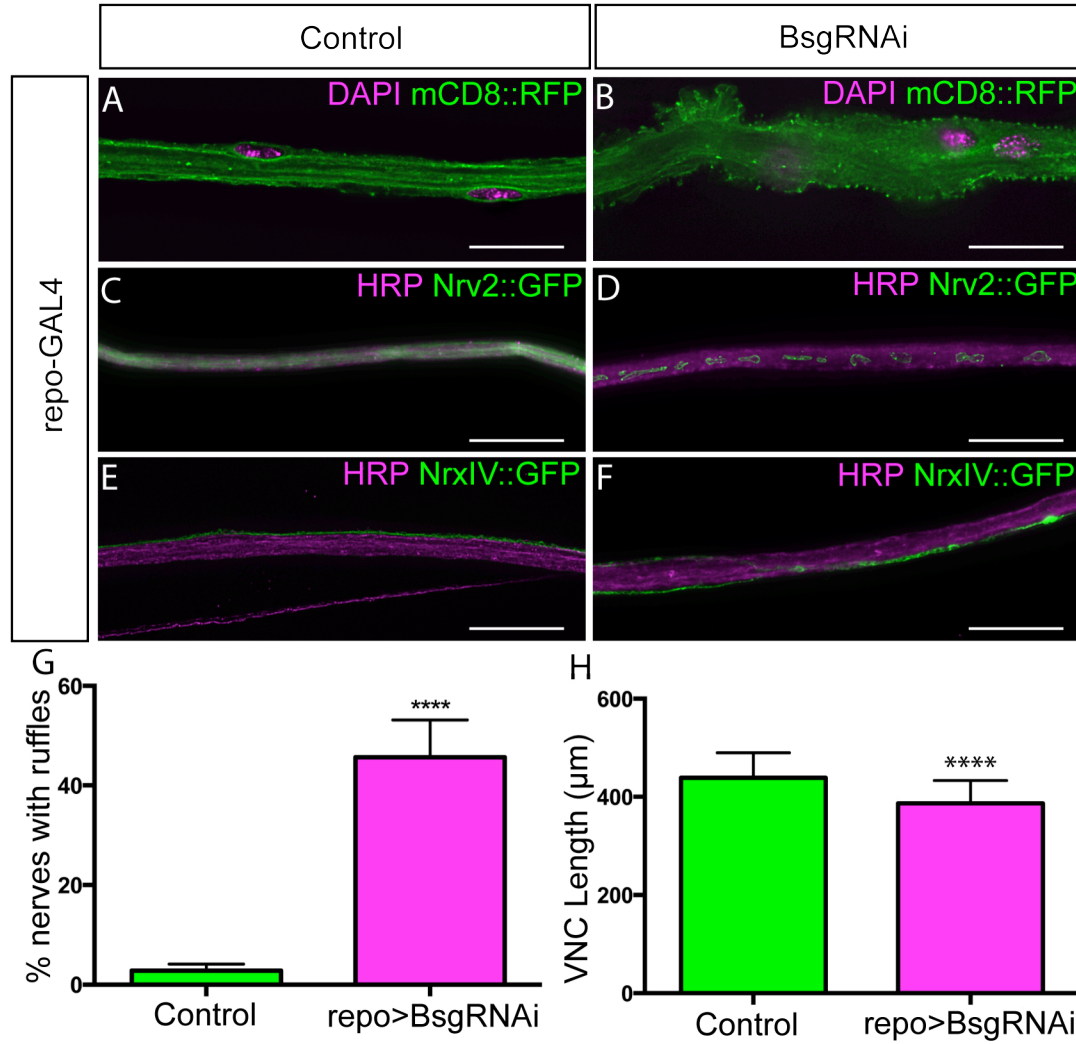 Control
BsgRNAi
repo-GAL4
A
DAPI mCD8::RFP
B
DAPI mCD8::RFP
C
HRP Nrv2::GFP
D
HRP Nrv2::GFP
E
HRP NrxIV::GFP
F
HRP NrxIV::GFP
G
% nerves with ruffles
60
40
20
0
****
Control
repo>BsgRNAi
H
VNC Length (µm)
600
400
200
0
****
Control
repo>BsgRNAi